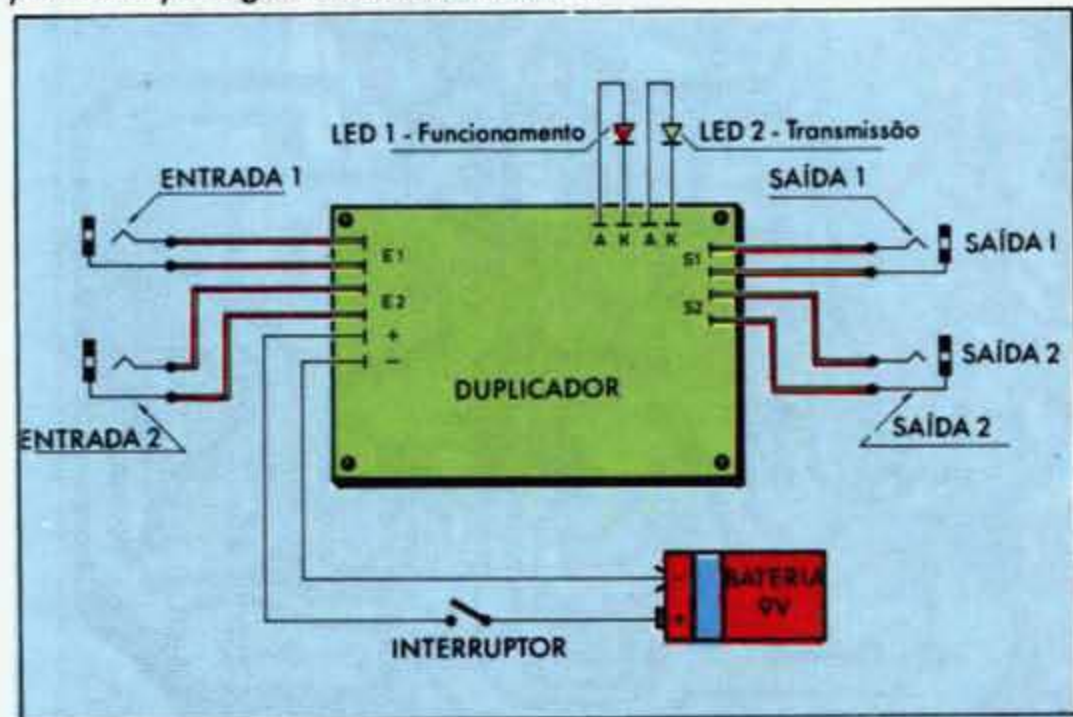 LED 1 - Funcionamento
LED 2 - Transmissão
ENTRADA 1
SAÍDA 1
A K A K
E1
S1
SAÍDA 1
E2
S2
+
-
DUPLICADOR
SAÍDA 2
ENTRADA 2
SAÍDA 2
-
BATERIA
+
9V
INTERRUPTOR